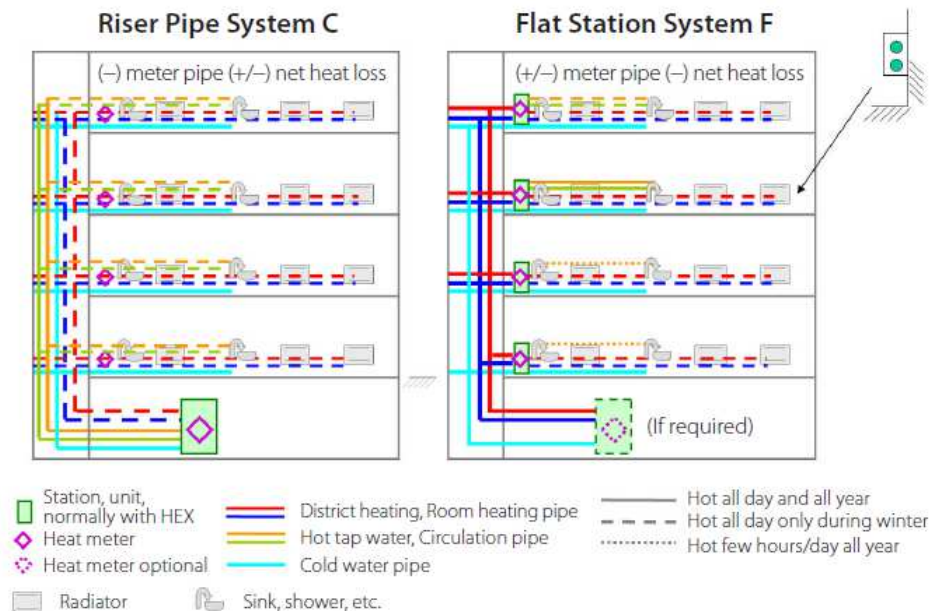 Riser Pipe System C
Flat Station System F
(–) meter pipe (+/–) net heat loss
(+/–) meter pipe (–) net heat loss
(If required)
Station, unit,
normally with HEX
Heat meter
Heat meter optional
Radiator
District heating, Room heating pipe
Hot tap water, Circulation pipe
Cold water pipe
Sink, shower, etc.
Hot all day and all year
Hot all day only during winter
Hot few hours/day all year